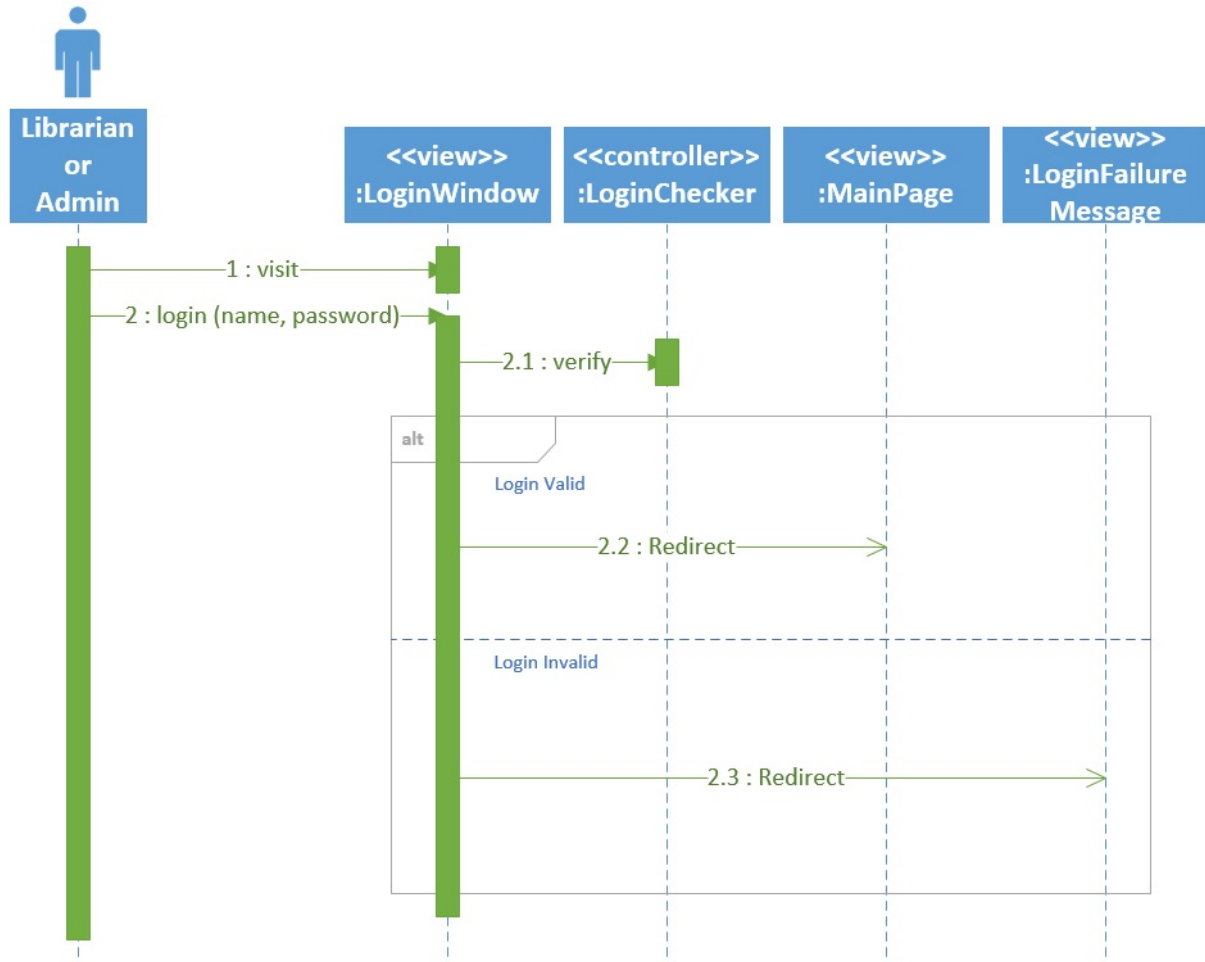 Librarian
or
Admin
<<view>>
:LoginWindow
<<controller>>
:LoginChecker
<<view>>
:MainPage
<<view>>
:LoginFailure
Message
1 : visit
2 : login (name, password)
2.1 : verify
alt
Login Valid
2.2 : Redirect
Login Invalid
2.3 : Redirect